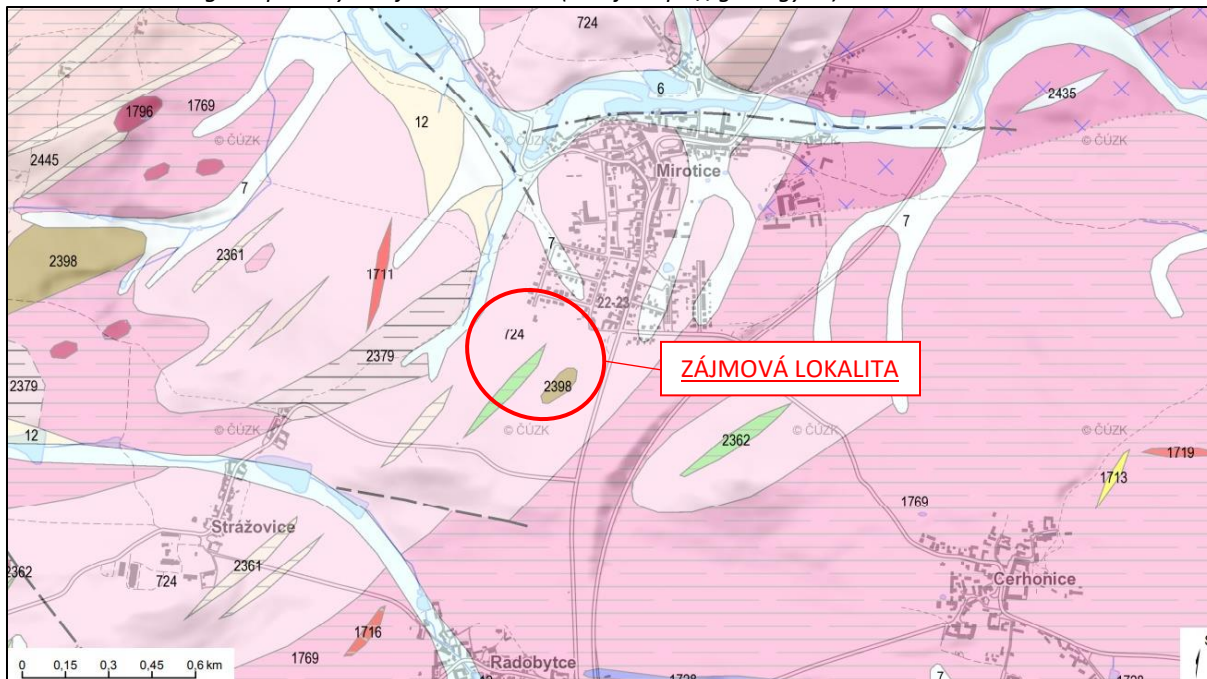 724
6
2435
1796
1769
12
© ČÚZK
© ČÚZK
© ČÚZK
2445
Mirotice
7
7
2361
7
2398
1711
22-23
724
2379
ZÁJMOVÁ LOKALITA
2379
2398
12
© ČÚZK
© ČÚZK
© ČÚZK
2362
1719
1713
1769
Strážovice
2361
2362
724
Cerhonice
1716
1769
Radobytce
0 0,15 0,3 0,45 0,6 km
7
S